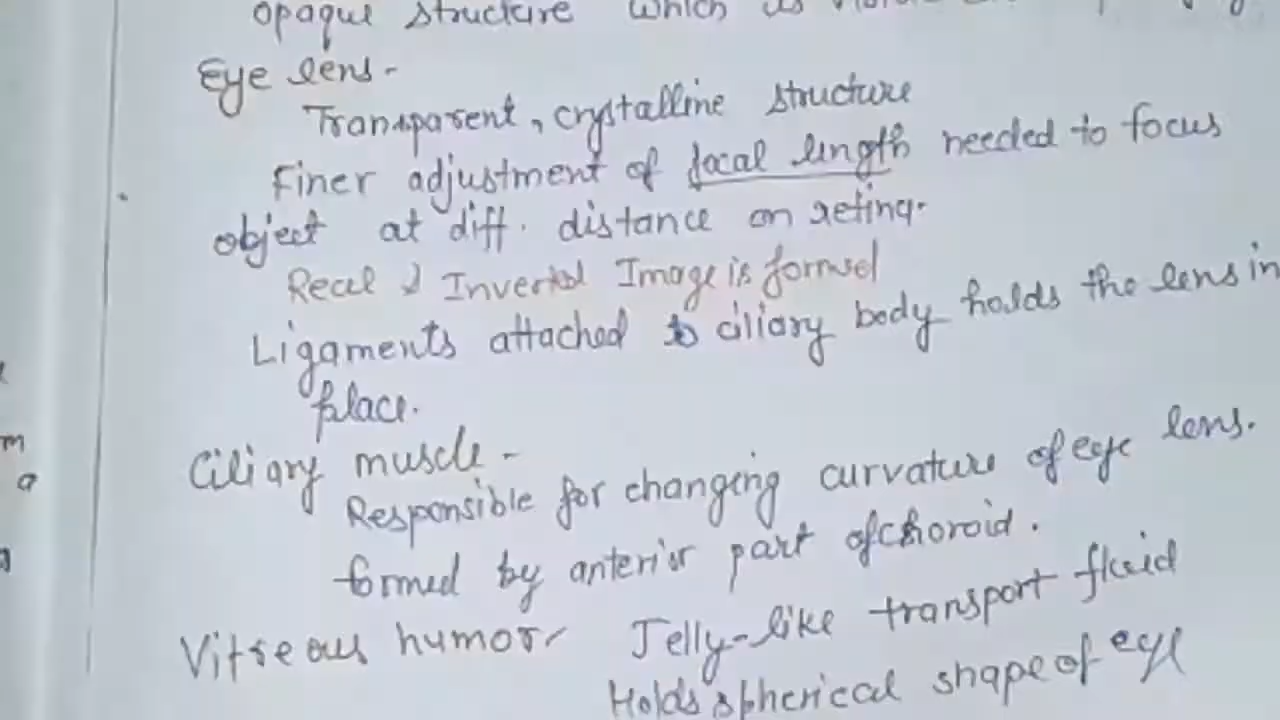 opaque structure which is
Eye lens-
Transparent, crystalline structure
Finer adjustment of focal length needed to focus
object at diff. distance on retina.
Real & Inverted Image is formed
Ligaments attached to ciliary body holds the lens in
place.
Ciliary muscle-
Responsible for changing curvature of eye lens.
formed by anterior part of choroid.
Vitreous humor- Jelly-like transport fluid
Holds spherical shape of eye